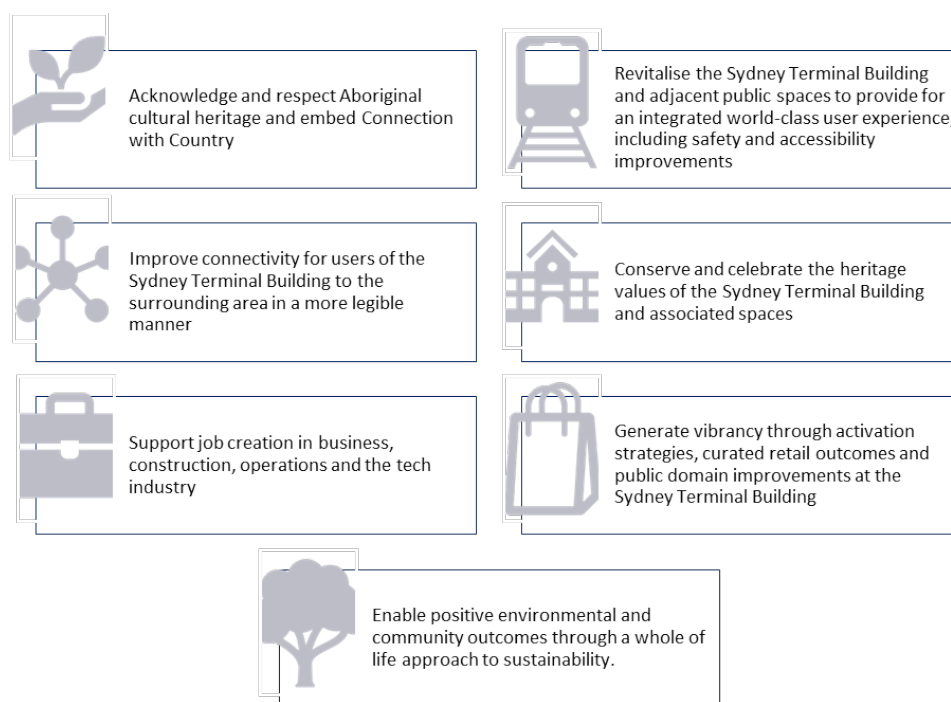 Acknowledge and respect Aboriginal
cultural heritage and embed Connection
with Country
Revitalise the Sydney Terminal Building
and adjacent public spaces to provide for
an integrated world-class user experience,
including safety and accessibility
improvements
Improve connectivity for users of the
Sydney Terminal Building to the
surrounding area in a more legible
manner
Conserve and celebrate the heritage
values of the Sydney Terminal Building
and associated spaces
Support job creation in business,
construction, operations and the tech
industry
Generate vibrancy through activation
strategies, curated retail outcomes and
public domain improvements at the
Sydney Terminal Building
Enable positive environmental and
community outcomes through a whole of
life approach to sustainability.